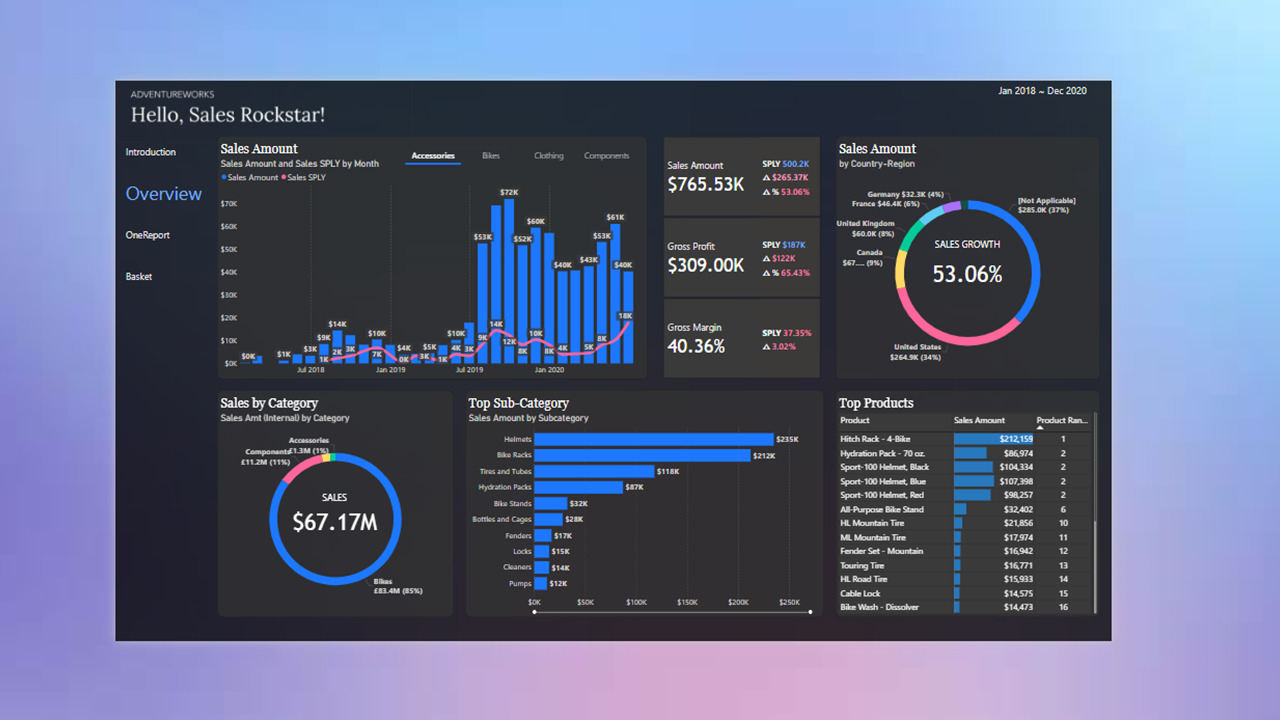 ADVENTUREWORKS
Jan 2018 ~ Dec 2020
Hello, Sales Rockstar!
Introduction
Overview
OneReport
Basket
Sales Amount
Sales Amount and Sales SPLY by Month
Accessories Bikes Clothing Components
Sales Amount Sales SPLY
$70K
$60K
$50K
$40K
$30K
$20K
$10K
$0K
$0K $1K $3K $9K $14K $10K $4K $5K $10K $53K $72K $52K $60K $40K $43K $53K $61K $40K
1K 2K 3K 7K 0K 3K 1K 4K 3K 9K 14K 12K 8K 10K 8K 4K 5K 8K 18K
Jul 2018 Jan 2019 Jul 2019 Jan 2020
Sales Amount
$765.53K
SPLY 500.2K
Δ $265.37K
Δ % 53.06%
Gross Profit
$309.00K
SPLY $187K
Δ $122K
Δ % 65.43%
Gross Margin
40.36%
SPLY 37.35%
Δ 3.02%
Sales Amount
by Country-Region
Germany $32.3K (4%)
France $46.4K (6%)
United Kingdom
$60.0K (8%)
Canada
$67.... (9%)
[Not Applicable]
$285.0K (37%)
SALES GROWTH
53.06%
United States
$264.9K (34%)
Sales by Category
Sales Amt (Internal) by Category
Accessories
£1.3M (1%)
Components
£11.2M (11%)
SALES
$67.17M
Bikes
£83.4M (85%)
Top Sub-Category
Sales Amount by Subcategory
Helmets $235K
Bike Racks $212K
Tires and Tubes $118K
Hydration Packs $87K
Bike Stands $32K
Bottles and Cages $28K
Fenders $17K
Locks $15K
Cleaners $14K
Pumps $12K
$0K $50K $100K $150K $200K $250K
Top Products
Product Sales Amount Product Ran...
Hitch Rack - 4-Bike $212,159 1
Hydration Pack - 70 oz. $86,974 2
Sport-100 Helmet, Black $104,334 2
Sport-100 Helmet, Blue $107,398 2
Sport-100 Helmet, Red $98,257 2
All-Purpose Bike Stand $32,402 6
HL Mountain Tire $21,856 10
ML Mountain Tire $17,974 11
Fender Set - Mountain $16,942 12
Touring Tire $16,771 13
HL Road Tire $15,933 14
Cable Lock $14,575 15
Bike Wash - Dissolver $14,473 16